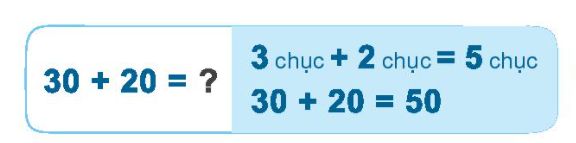 30 + 20 = ?
3 chục + 2 chục = 5 chục
30 + 20 = 50